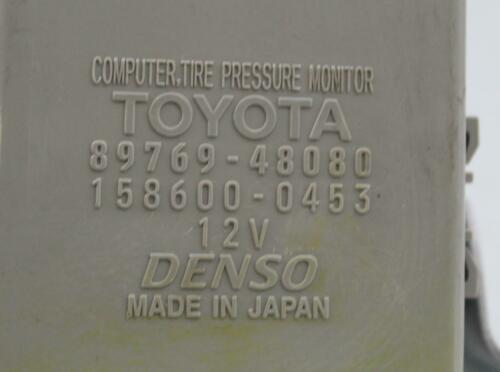 COMPUTER.TIRE PRESSURE MONITOR
TOYOTA
89769-48080
158600-0453
12V
DENSO
MADE IN JAPAN